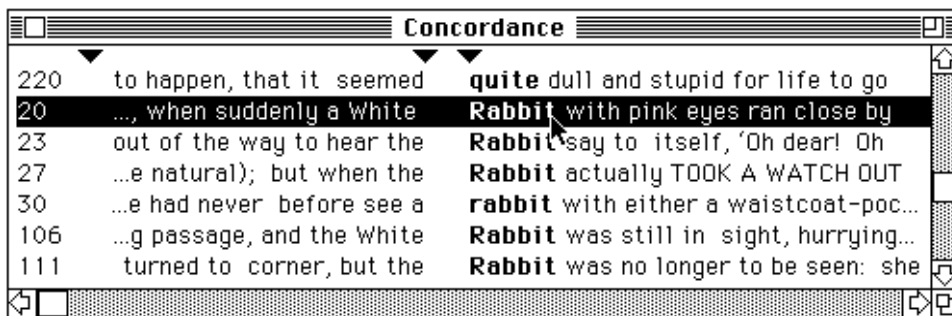 Concordance
220 to happen, that it seemed quite dull and stupid for life to go
20 ..., when suddenly a White Rabbit with pink eyes ran close by
23 out of the way to hear the Rabbit say to itself, ‘Oh dear! Oh
27 ...e natural); but when the Rabbit actually TOOK A WATCH OUT
30 ...e had never before see a rabbit with either a waistcoat-poc...
106 ...g passage, and the White Rabbit was still in sight, hurrying...
111 turned to corner, but the Rabbit was no longer to be seen: she